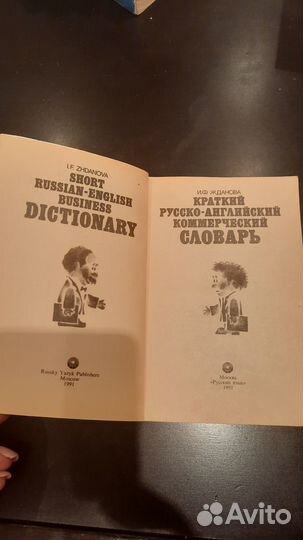 I.F. ZHDANOVA
SHORT
RUSSIAN-ENGLISH
BUSINESS
DICTIONARY
Russky Yazyk Publishers
Moscow
1991
И.Ф. ЖДАНОВА
КРАТКИЙ
РУССКО-АНГЛИЙСКИЙ
КОММЕРЧЕСКИЙ
СЛОВАРЬ
Москва
«Русский язык»
1991
Avito